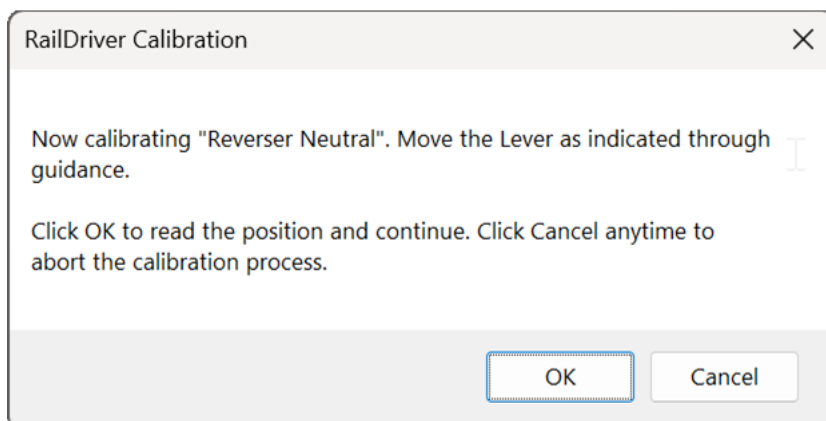 RailDriver Calibration
Now calibrating "Reverser Neutral". Move the Lever as indicated through
guidance.
Click OK to read the position and continue. Click Cancel anytime to
abort the calibration process.
OK
Cancel